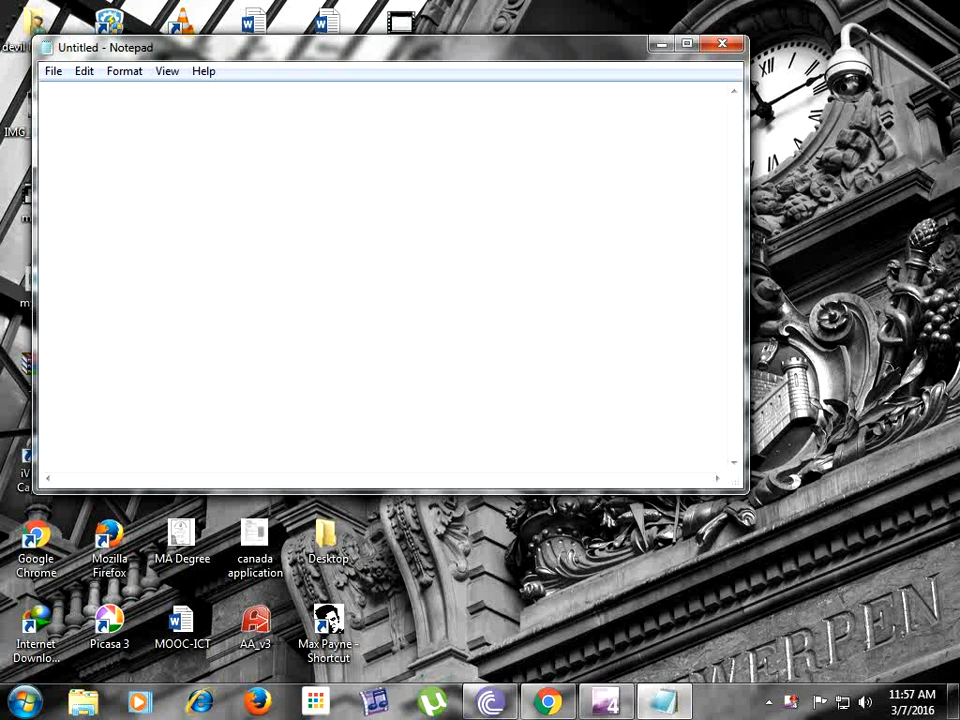 Untitled - Notepad
File Edit Format View Help
Google Chrome
Mozilla Firefox
MA Degree
canada application
Desktop
Internet Downlo...
Picasa 3
MOOC-ICT
AA_v3
Max Payne - Shortcut
WERPEN
4
11:57 AM
3/7/2016